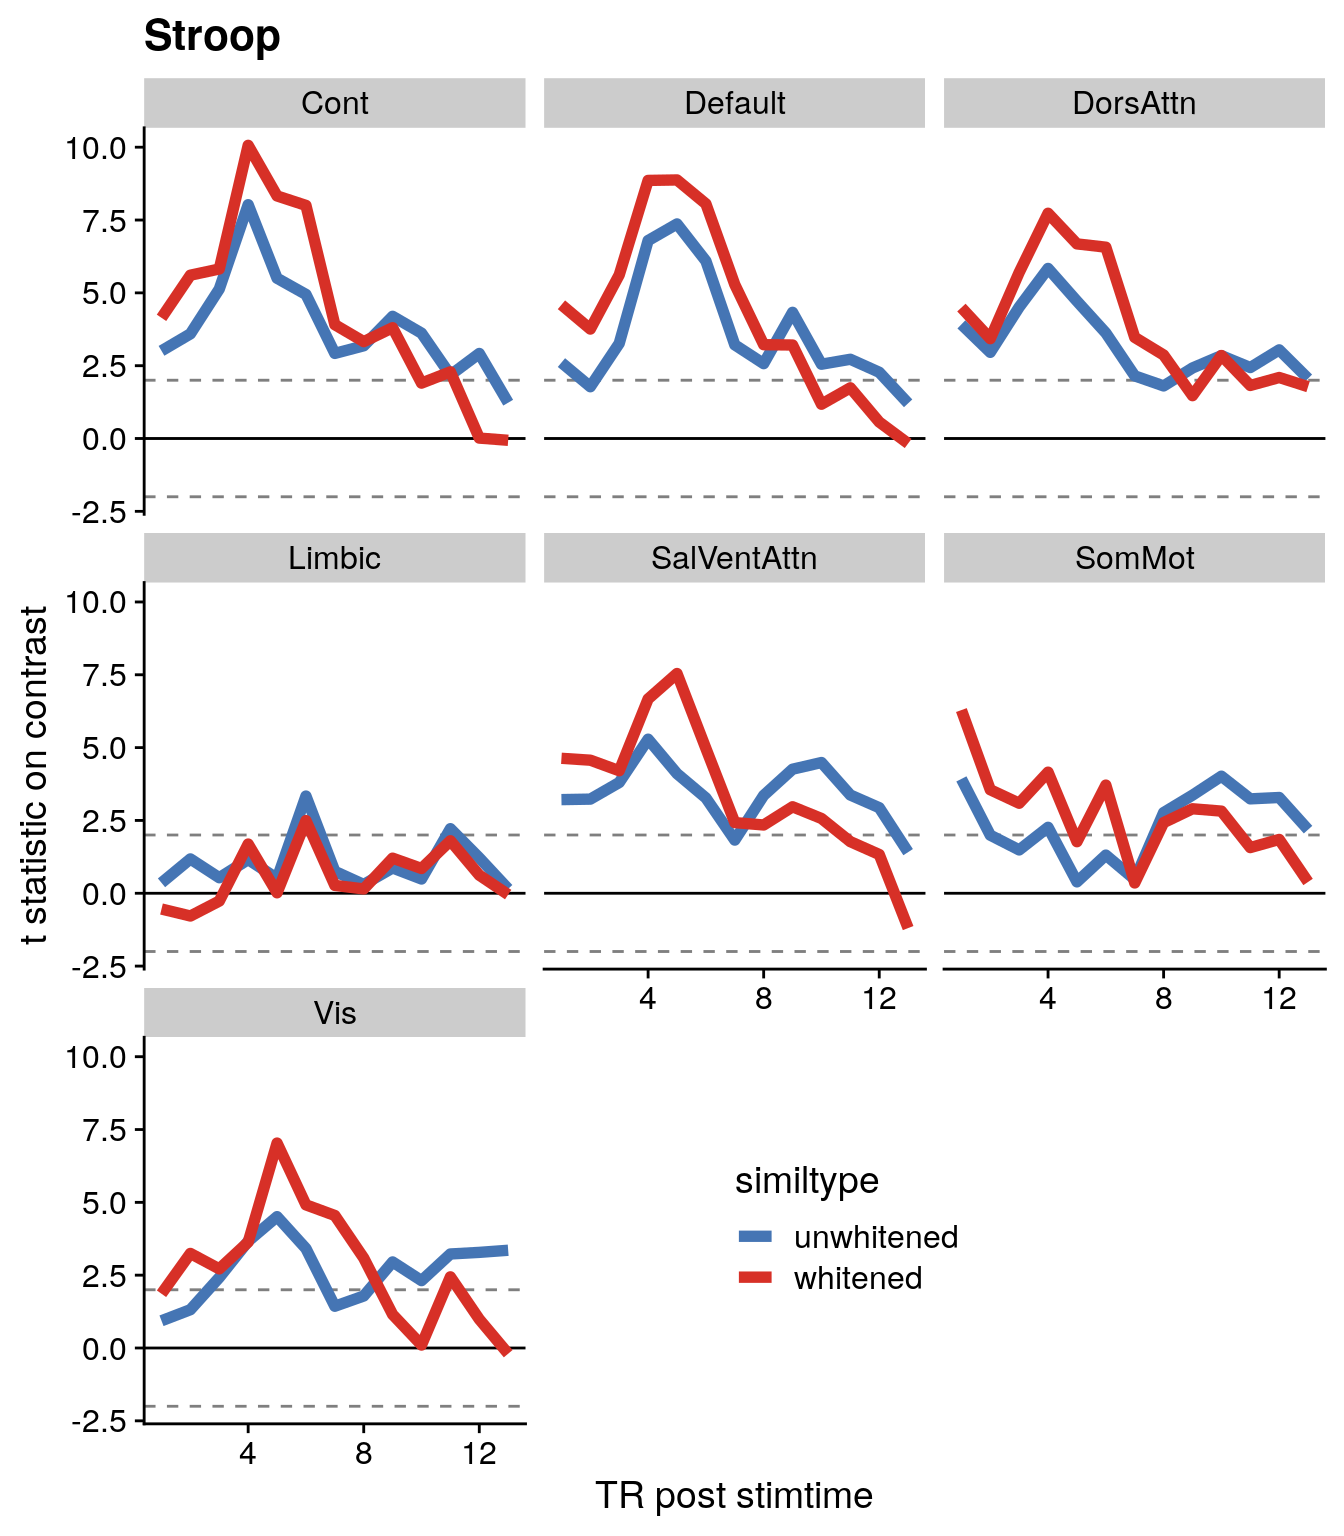 Stroop
Cont
Default
DorsAttn
10.0
7.5
5.0
2.5
0.0
-2.5
Limbic
SalVentAttn
SomMot
10.0
7.5
5.0
2.5
0.0
-2.5
4 8 12
4 8 12
Vis
10.0
7.5
5.0
2.5
0.0
-2.5
4 8 12
t statistic on contrast
TR post stimtime
similtype
unwhitened
whitened